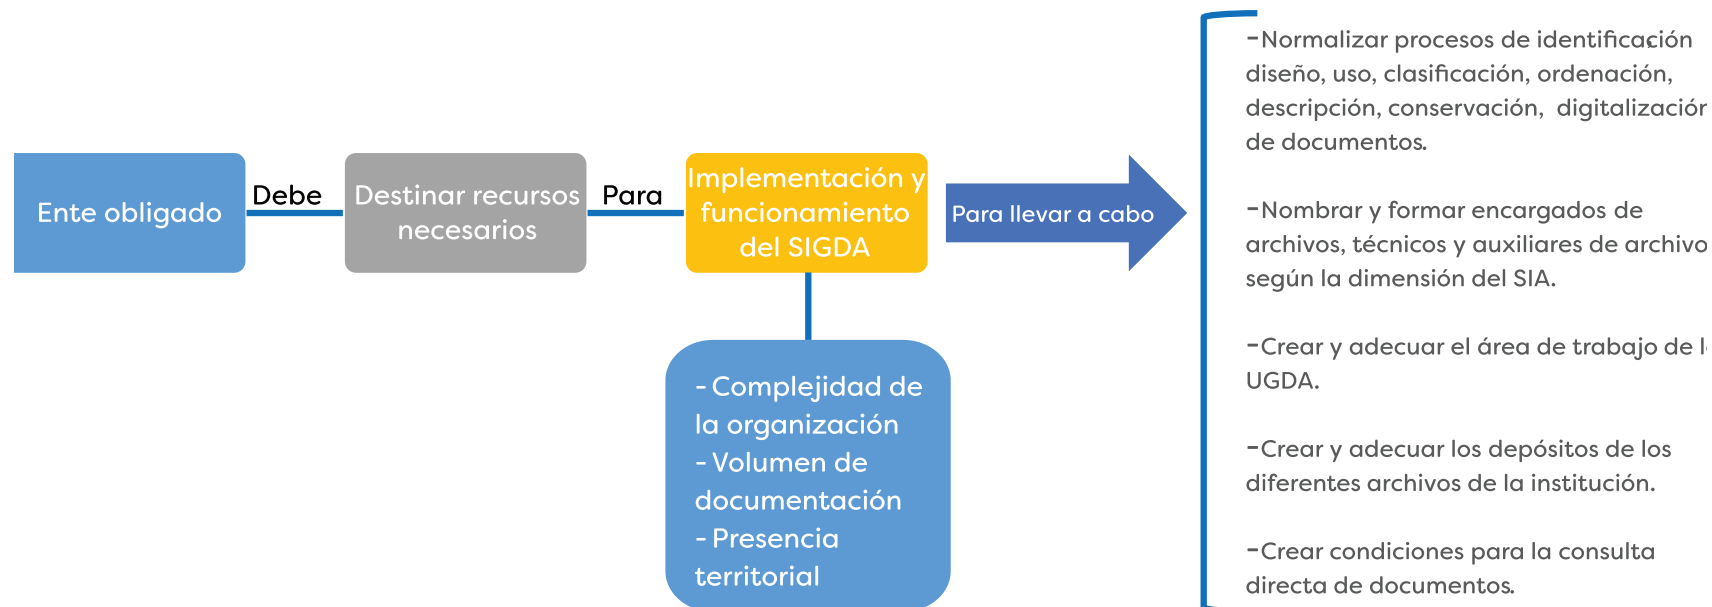 Ente obligado
Debe
Destinar recursos
necesarios
Para
Implementación y
funcionamiento
del SIGDA
Para llevar a cabo
- Complejidad de
la organización
- Volumen de
documentación
- Presencia
territorial
-Normalizar procesos de identificación,
diseño, uso, clasificación, ordenación,
descripción, conservación, digitalización
de documentos.
-Nombrar y formar encargados de
archivos, técnicos y auxiliares de archivo
según la dimensión del SIA.
-Crear y adecuar el área de trabajo de
UGDA.
-Crear y adecuar los depósitos de los
diferentes archivos de la institución.
-Crear condiciones para la consulta
directa de documentos.